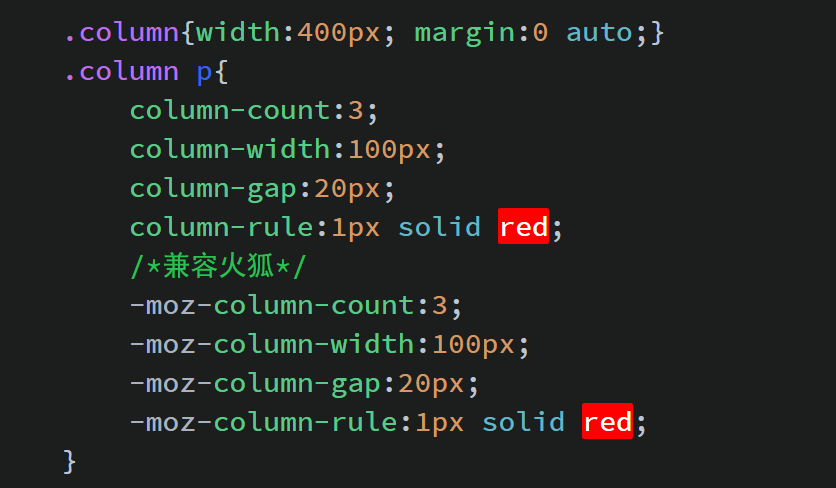 .column{width:400px; margin:0 auto;}
.column p{
column-count:3;
column-width:100px;
column-gap:20px;
column-rule:1px solid red;
/*兼容火狐*/
-moz-column-count:3;
-moz-column-width:100px;
-moz-column-gap:20px;
-moz-column-rule:1px solid red;
}